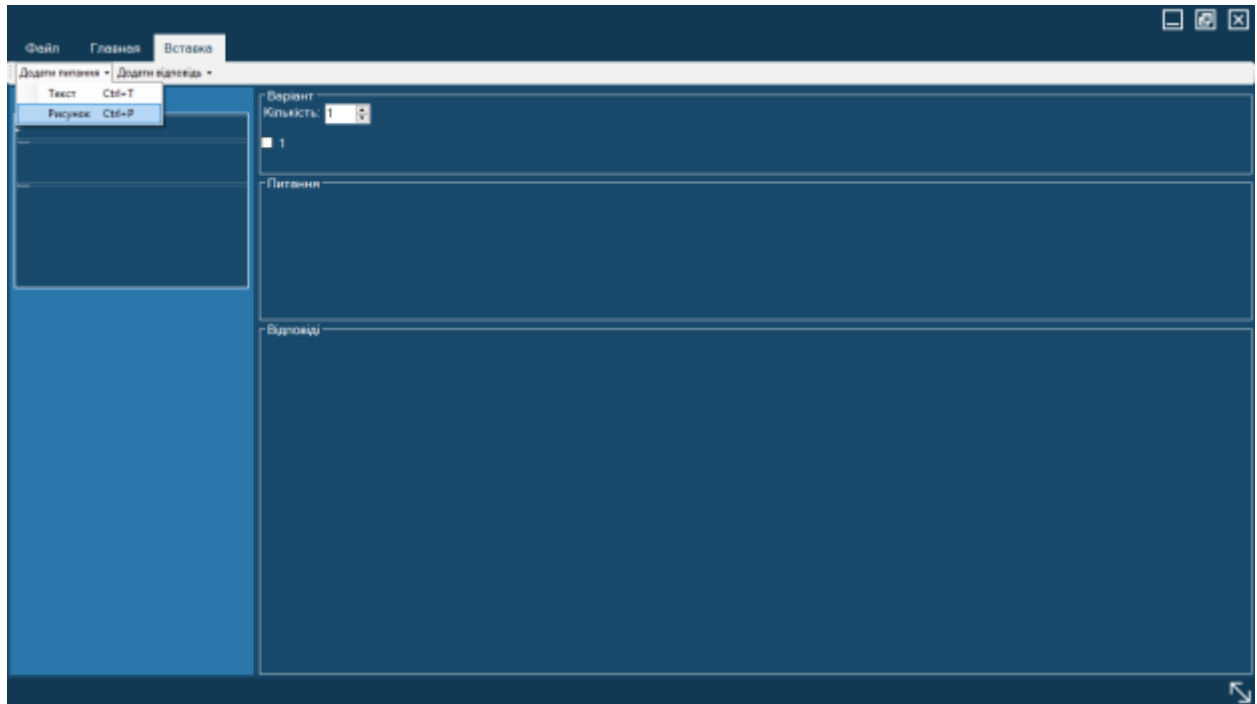 Файл Главная Вставка
Додати питання Додати відповідь
Текст Ctrl+T
Рисунок Ctrl+P
Варіант
Кількість: 1
1
Питання
Відповіді